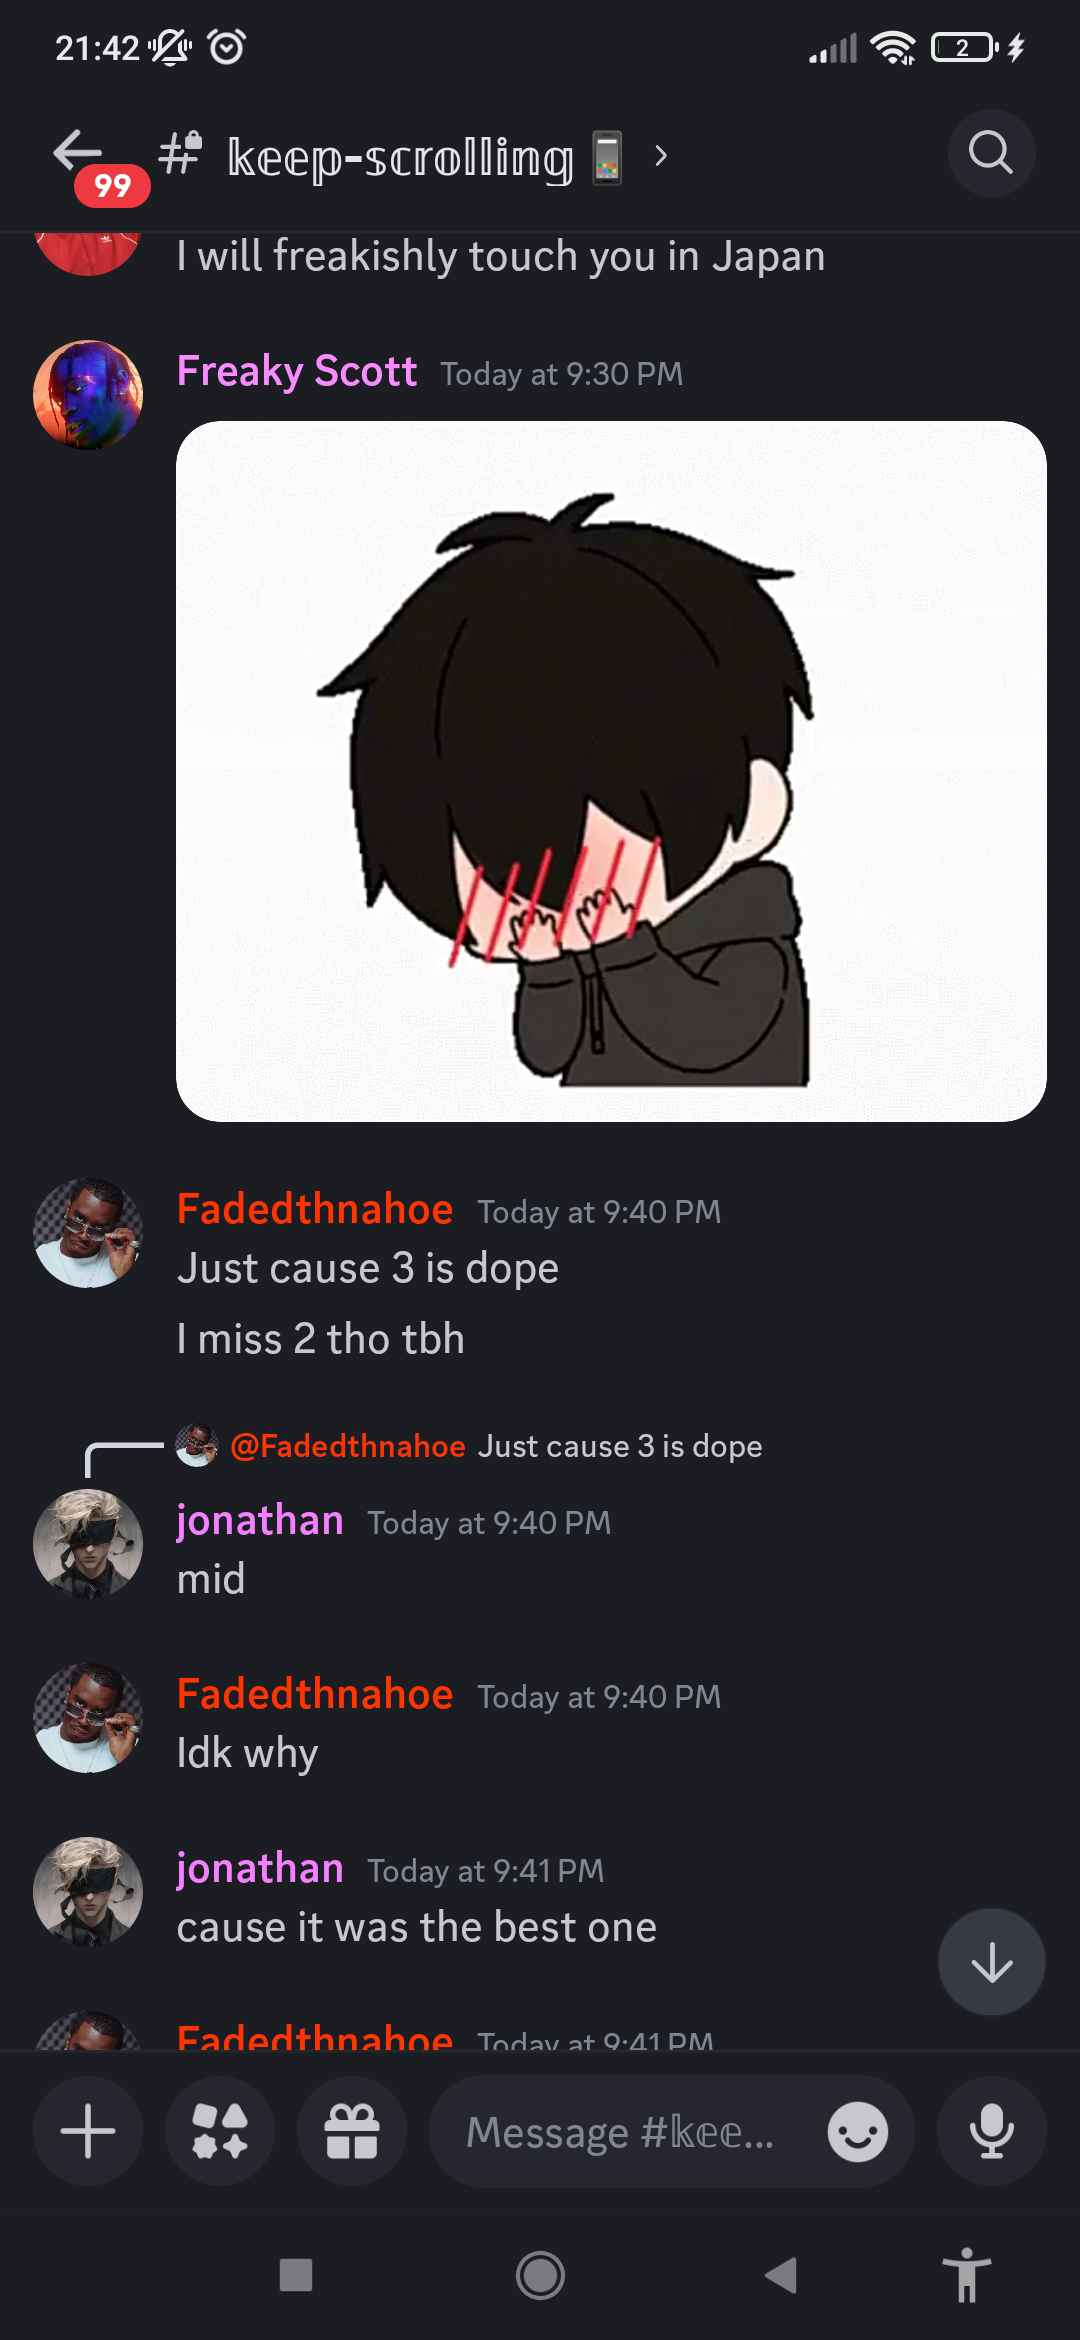 21:42
2
99
𝕜𝕖𝕖𝕡-𝕤𝕔𝕣𝕠𝕝𝕝𝕚𝕟𝕘
I will freakishly touch you in Japan
Freaky Scott Today at 9:30 PM
Fadedthnahoe Today at 9:40 PM
Just cause 3 is dope
I miss 2 tho tbh
@Fadedthnahoe Just cause 3 is dope
jonathan Today at 9:40 PM
mid
Fadedthnahoe Today at 9:40 PM
Idk why
jonathan Today at 9:41 PM
cause it was the best one
Fadedthnahoe Today at 9:41 PM
Message #𝕜𝕖𝕖...